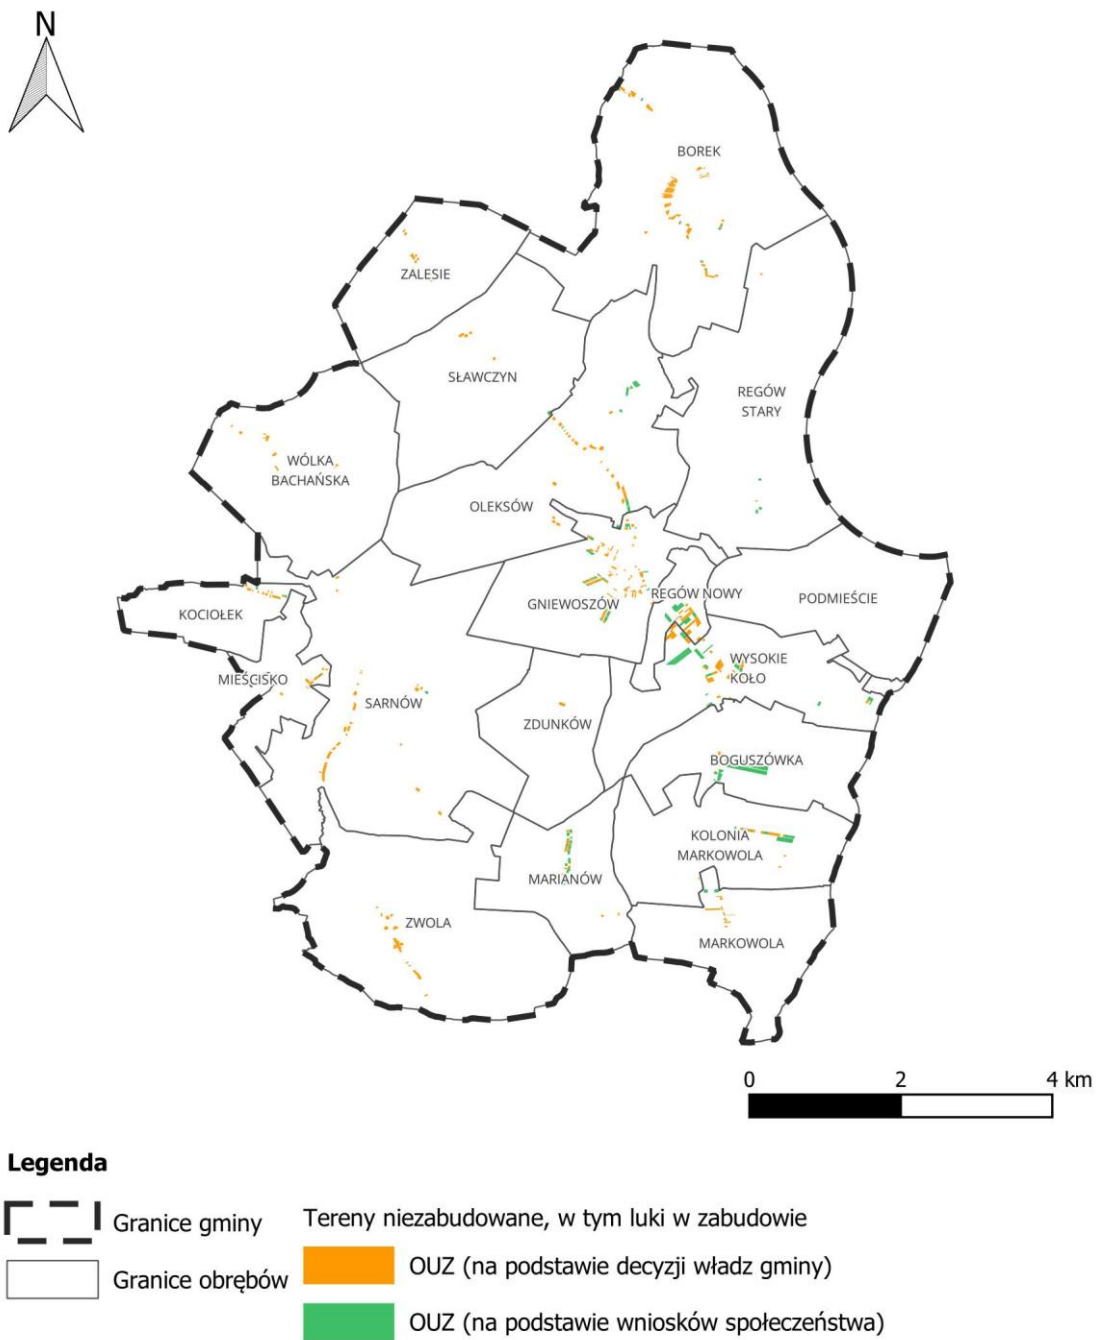 N
BOREK
ZALESIE
SŁAWCZYN
REGÓW
STARY
WÓLKA
BACHAŃSKA
OLEKSÓW
GNIEWOSZÓW
REGÓW NOWY
PODMIEŚCIE
KOCIOŁEK
WYSOKIE
KOŁO
MIEŚCISKO
SARNÓW
ZDUNKÓW
BOGUSZÓWKA
KOLONIA
MARKOWOLA
MARIANÓW
ZWOLA
MARKOWOLA
0 2 4 km
Legenda
Granice gminy
Granice obrębów
Tereny niezabudowane, w tym luki w zabudowie
OUZ (na podstawie decyzji władz gminy)
OUZ (na podstawie wniosków społeczeństwa)